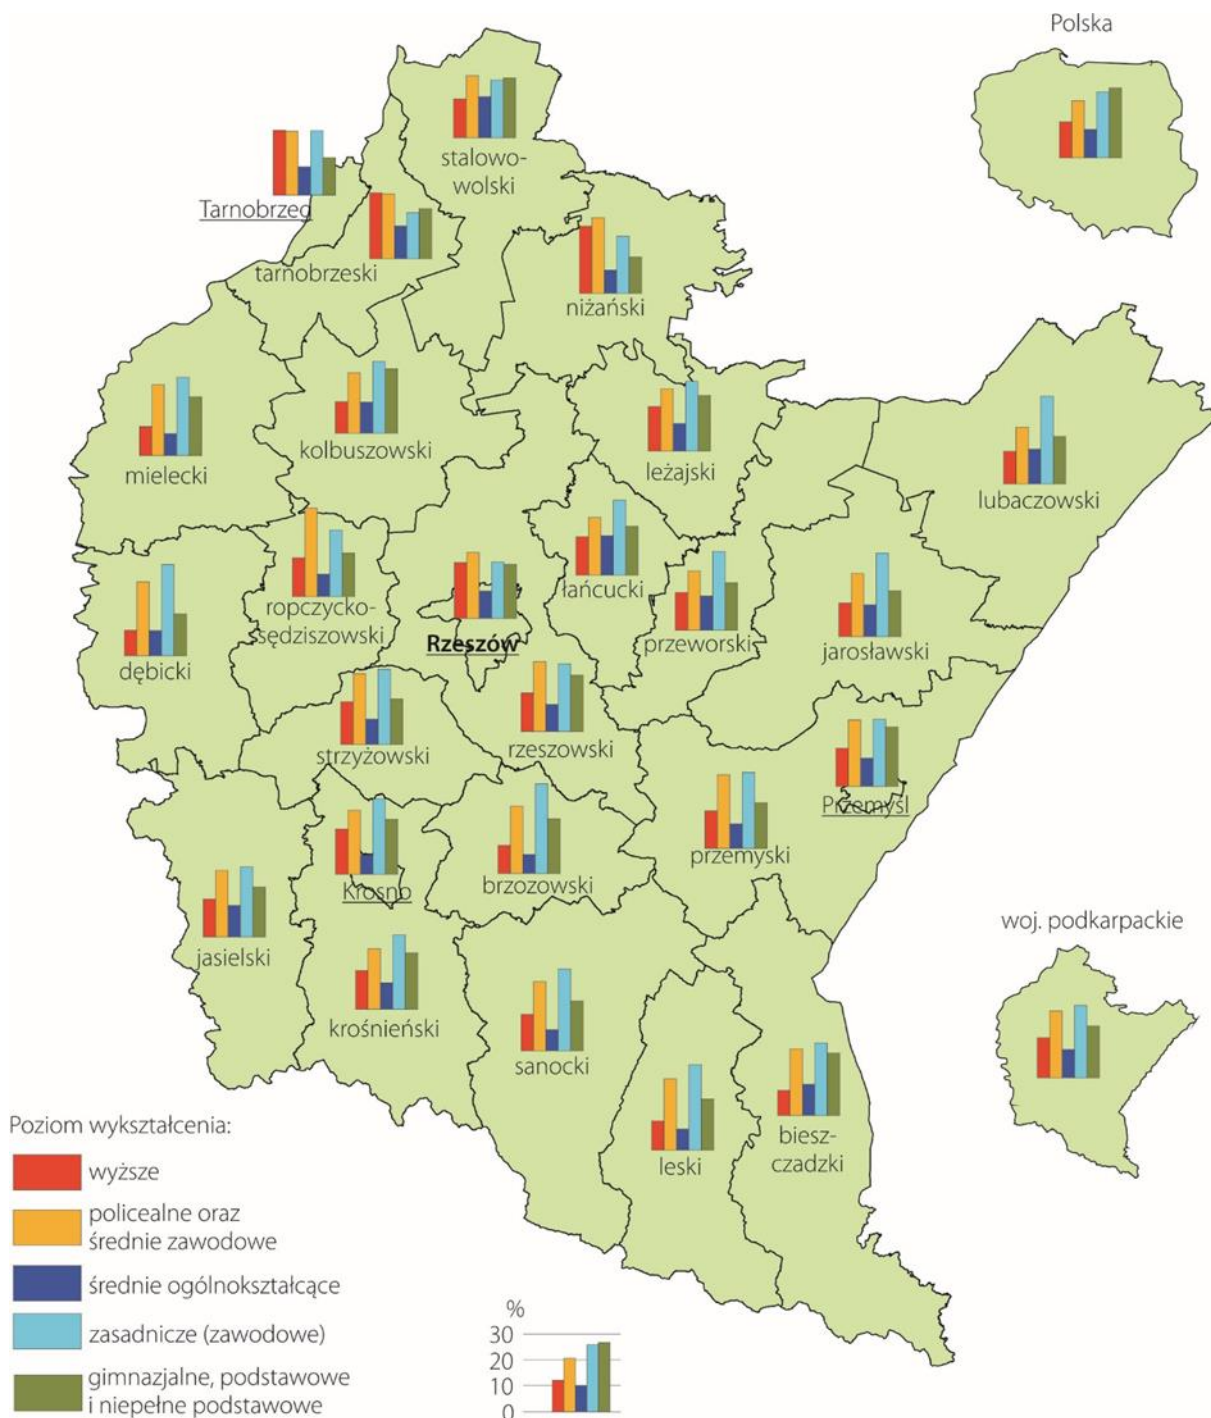 Polska
stalowo-
wolski
Tarnobrzeg
tarnobrzeski
niżański
kolbuszowski
leżajski
mielecki
lubaczowski
łańcucki
ropczycko-
sędziszowski
Rzeszów
przeworski
jarosławski
dębicki
strzyżowski
rzeszowski
Przemyśl
przemyski
Krosno
brzozowski
jasielski
woj. podkarpackie
krośnieński
sanocki
leski
biesz-
czadzki
Poziom wykształcenia:
wyższe
policealne oraz
średnie zawodowe
średnie ogólnokształcące
zasadnicze (zawodowe)
gimnazjalne, podstawowe
i niepełne podstawowe
%
30
20
10
0